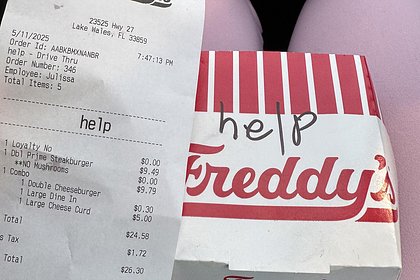 23525 Hwy 27
Lake Wales, FL 33859
5/11/2025
7:47:13 PM
Order Id: AABKBMXNANBR
help - Drive Thru
Order Number: 346
Employee: Julissa
Total Items: 5
help
1 Loyalty No $0.00
1 Dbl Prime Steakburger $9.49
**NO Mushrooms $0.00
1 Combo $9.79
1 Double Cheeseburger
1 Large Dine In $0.30
1 Large Cheese Curd $5.00
Total $24.58
s Tax $1.72
Total $26.30
help
Freddy's